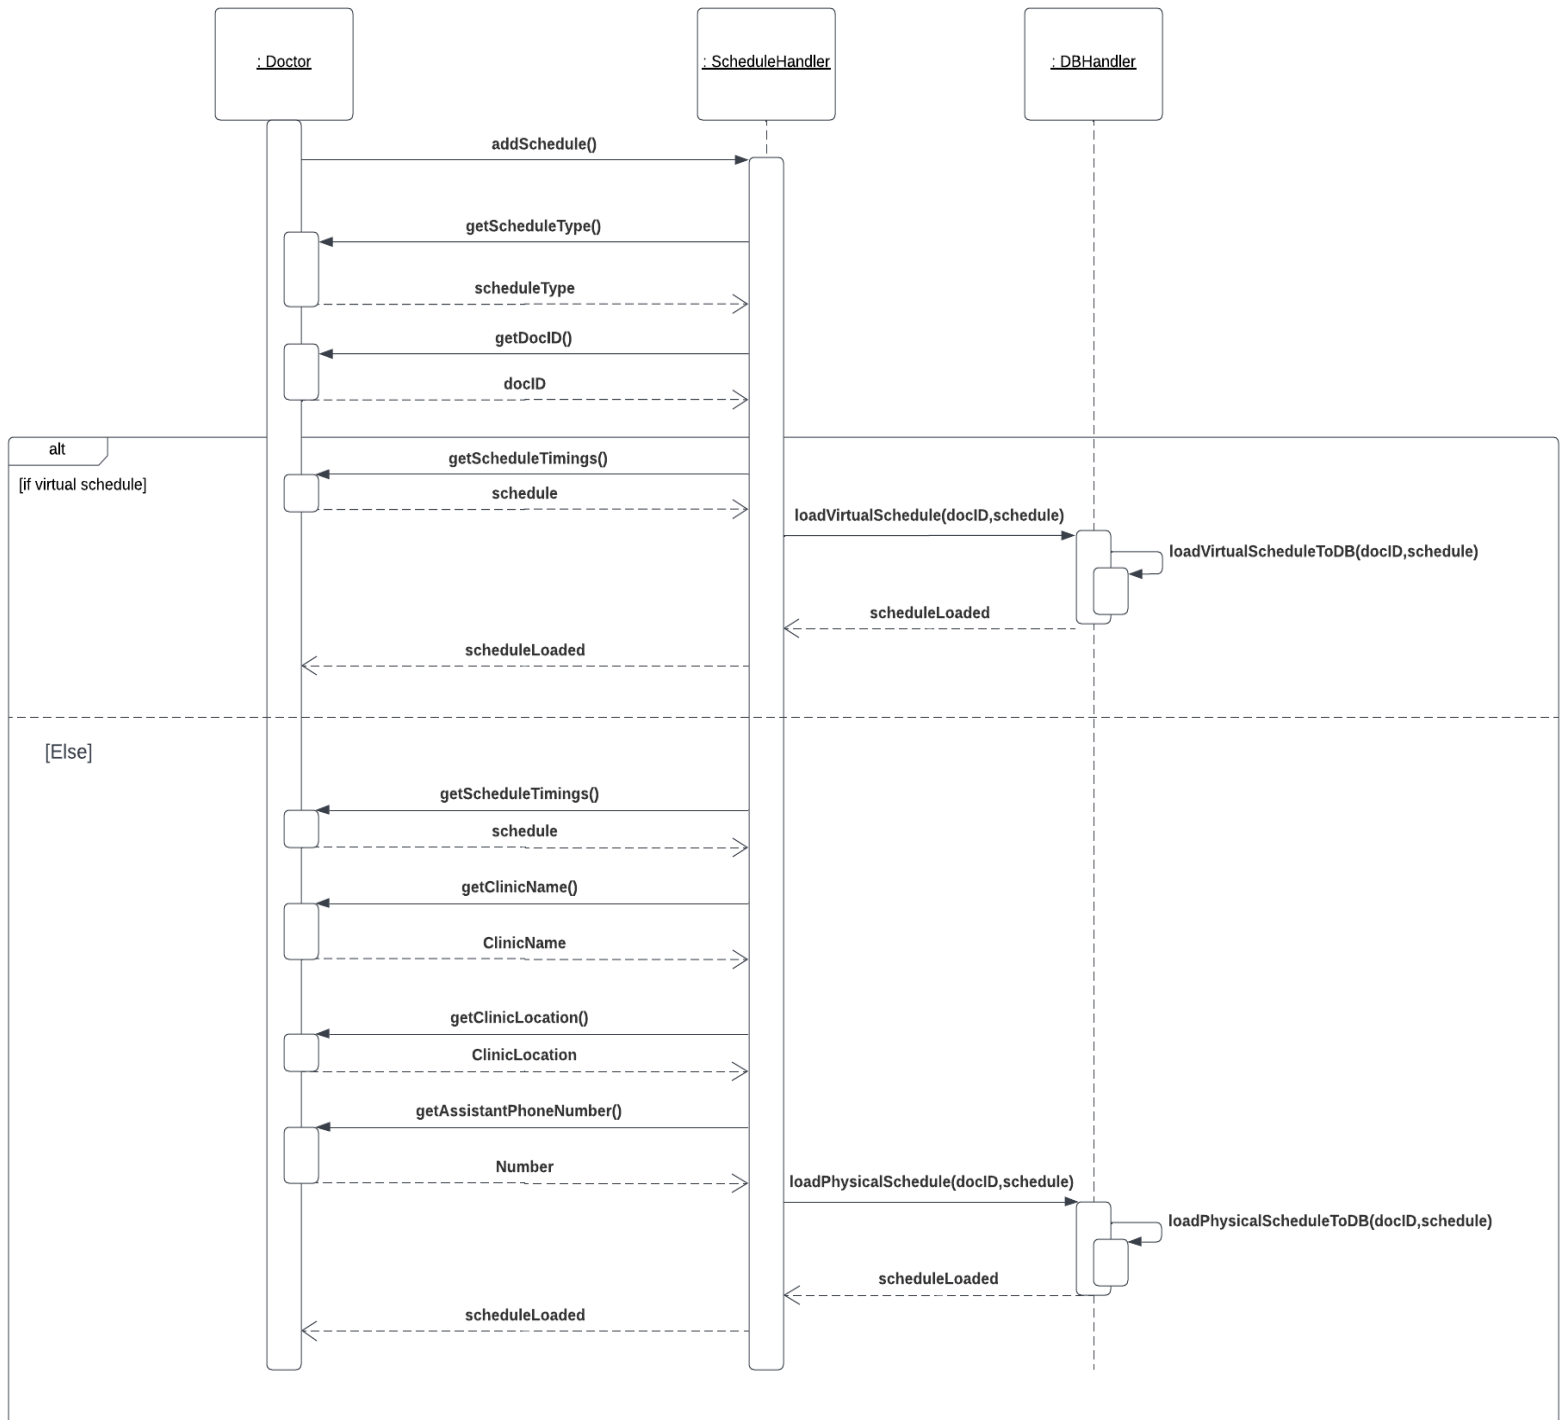 : Doctor
: ScheduleHandler
: DBHandler
addSchedule()
getScheduleType()
scheduleType
getDocID()
docID
alt
[if virtual schedule]
getScheduleTimings()
schedule
loadVirtualSchedule(docID,schedule)
loadVirtualScheduleToDB(docID,schedule)
scheduleLoaded
scheduleLoaded
[Else]
getScheduleTimings()
schedule
getClinicName()
ClinicName
getClinicLocation()
ClinicLocation
getAssistantPhoneNumber()
Number
loadPhysicalSchedule(docID,schedule)
loadPhysicalScheduleToDB(docID,schedule)
scheduleLoaded
scheduleLoaded